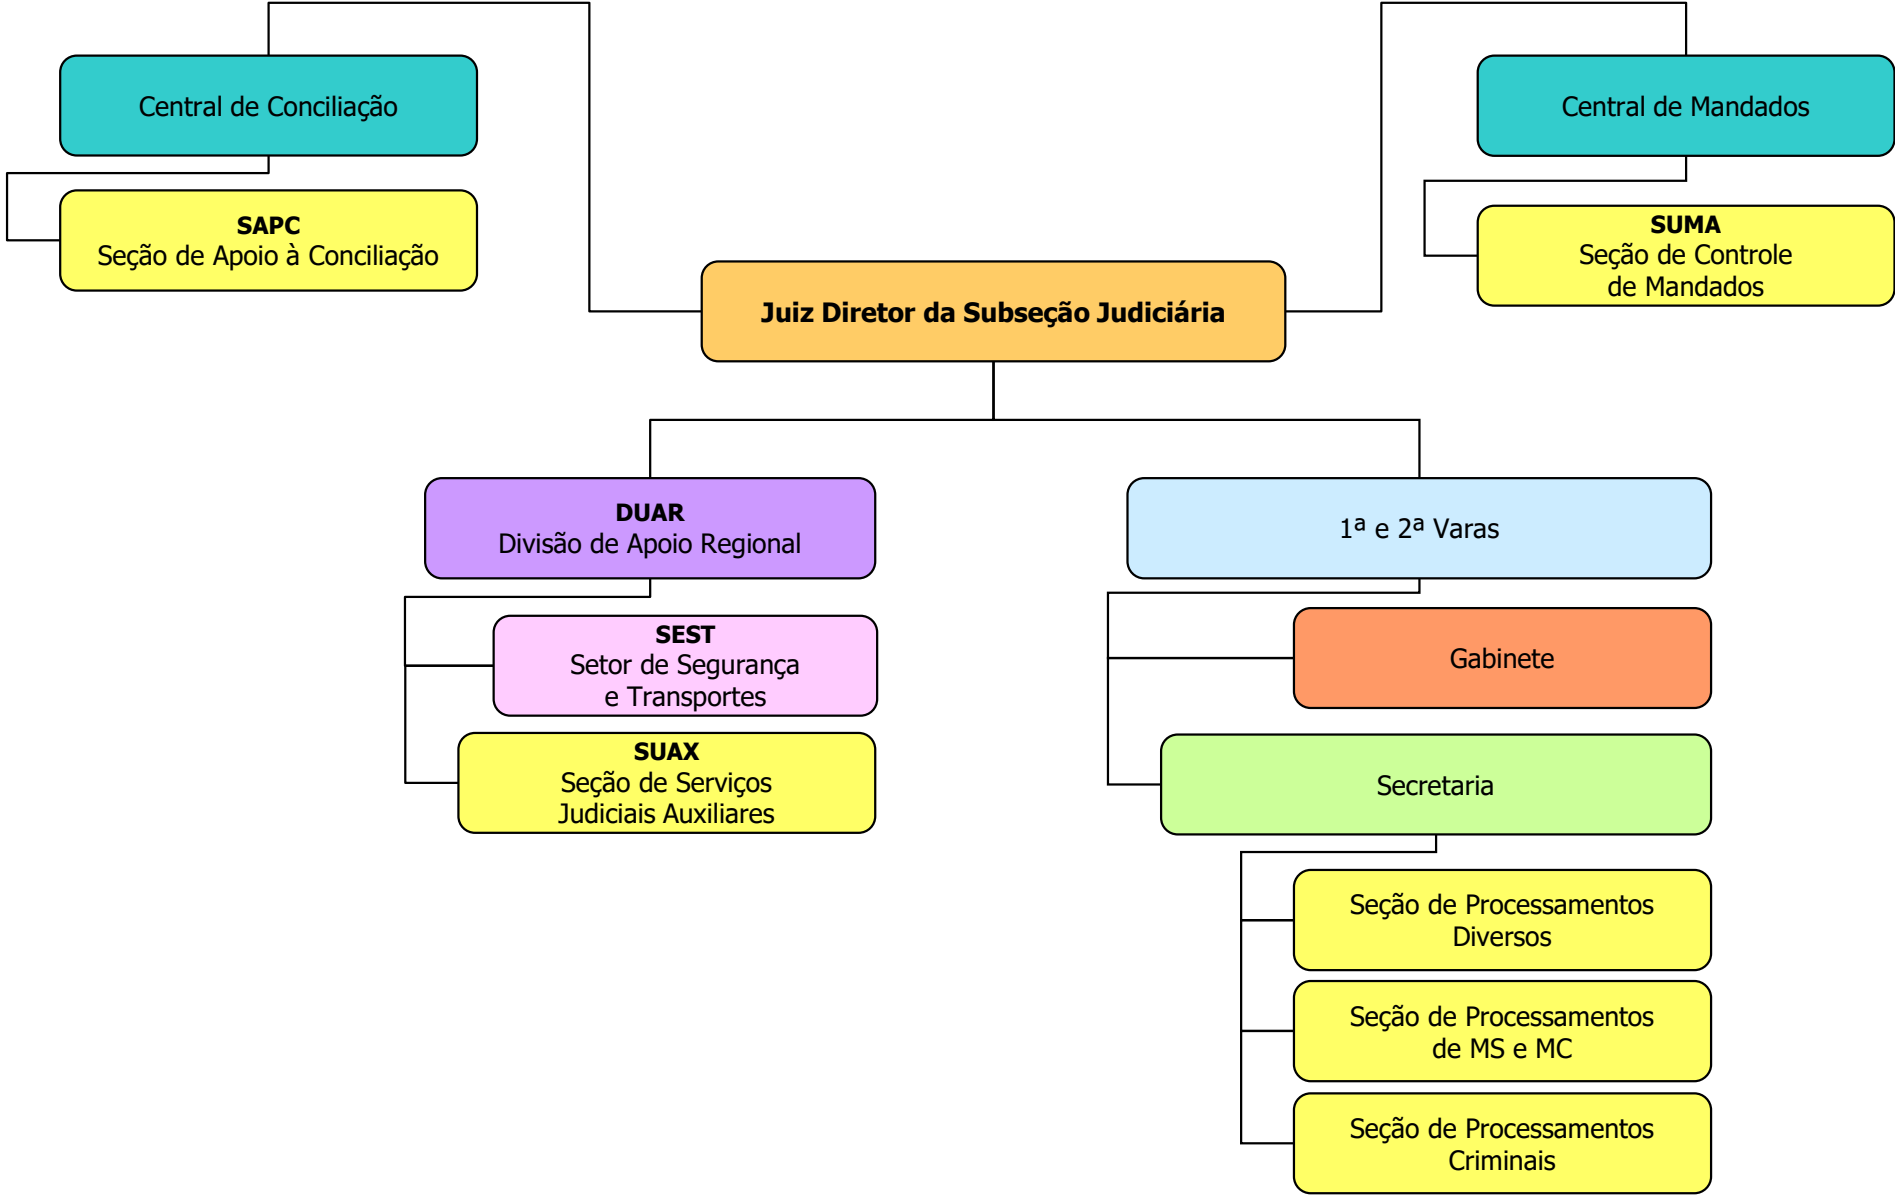 Central de Conciliação
Central de Mandados
SAPC
Seção de Apoio à Conciliação
SUMA
Seção de Controle
de Mandados
Juiz Diretor da Subseção Judiciária
DUAR
Divisão de Apoio Regional
1ª e 2ª Varas
SEST
Setor de Segurança
e Transportes
Gabinete
SUAX
Seção de Serviços
Judiciais Auxiliares
Secretaria
Seção de Processamentos
Diversos
Seção de Processamentos
de MS e MC
Seção de Processamentos
Criminais